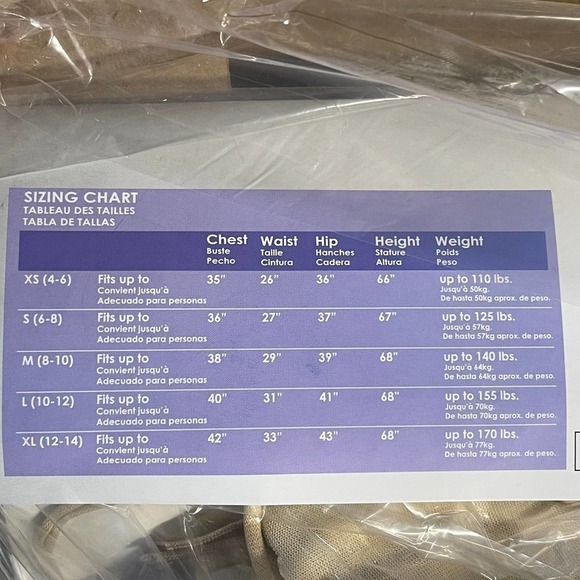 SIZING CHART
TABLEAU DES TAILLES
TABLA DE TALLAS
Chest Waist Hip Height Weight
Buste Taille Hanches Stature Poids
Pecho Cintura Cadera Altura Peso
XS (4-6) Fits up to 35" 26" 36" 66" up to 110 lbs.
Convient jusqu'à Jusqu'à 50kg.
Adecuado para personas De hasta 50kg aprox. de peso.
S (6-8) Fits up to 36" 27" 37" 67" up to 125 lbs.
Convient jusqu'à Jusqu'à 57kg.
Adecuado para personas De hasta 57kg aprox. de peso.
M (8-10) Fits up to 38" 29" 39" 68" up to 140 lbs.
Convient jusqu'à Jusqu'à 64kg.
Adecuado para personas De hasta 64kg aprox. de peso.
L (10-12) Fits up to 40" 31" 41" 68" up to 155 lbs.
Convient jusqu'à Jusqu'à 70kg.
Adecuado para personas De hasta 70kg aprox. de peso.
XL (12-14) Fits up to 42" 33" 43" 68" up to 170 lbs.
Convient jusqu'à Jusqu'à 77kg.
Adecuado para personas De hasta 77kg aprox. de peso.